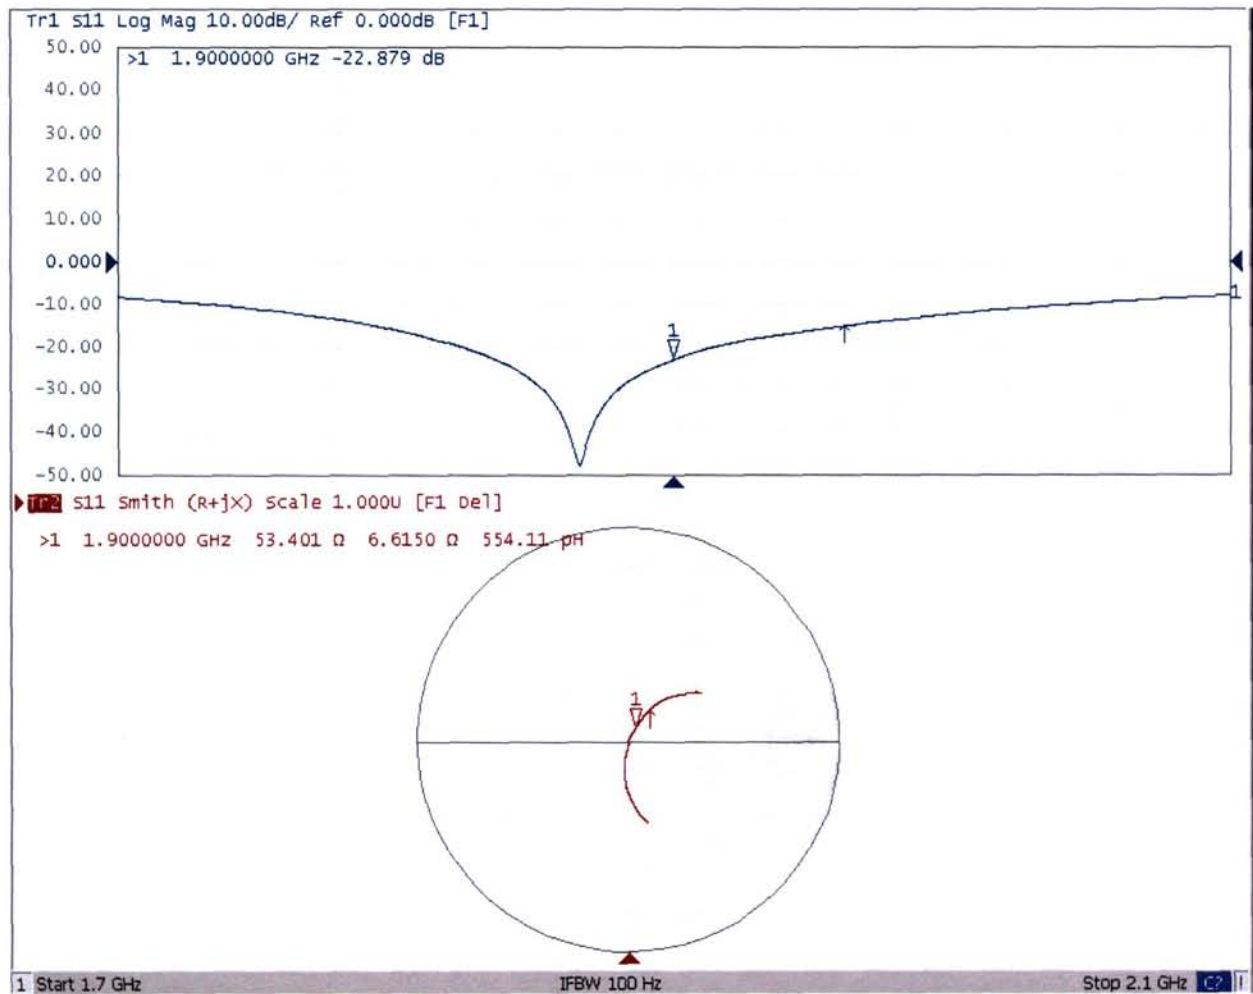 Tr1 S11 Log Mag 10.00dB/ Ref 0.000dB [F1]
50.00
>1 1.9000000 GHz -22.879 dB
40.00
30.00
20.00
10.00
0.000
-10.00
1
1
-20.00
-30.00
-40.00
-50.00
Tr2 S11 Smith (R+jX) Scale 1.000U [F1 Del]
>1 1.9000000 GHz 53.401 Ω 6.6150 Ω 554.11 pH
1
1 Start 1.7 GHz IFBW 100 Hz Stop 2.1 GHz C? !